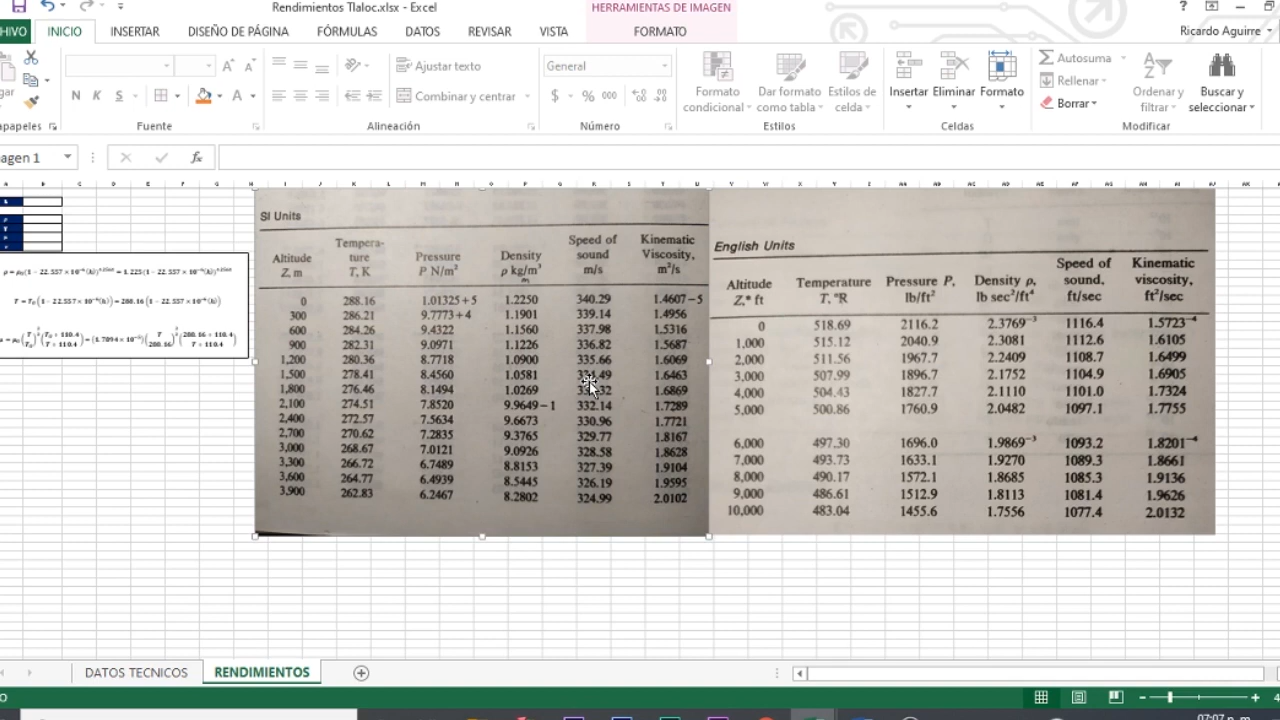 Rendimientos Tlaloc.xlsx - Excel
HERRAMIENTAS DE IMAGEN
?
HIVO INICIO INSERTAR DISEÑO DE PÁGINA FÓRMULAS DATOS REVISAR VISTA FORMATO
Ricardo Aguirre
Ajustar texto
General
Autosuma
gar
N K S
Combinar y centrar
$ % 000
Formato condicional
Dar formato como tabla
Estilos de celda
Insertar Eliminar Formato
Rellenar
Borrar
Ordenar y filtrar
Buscar y seleccionar
apapeles Fuente Alineación Número Estilos Celdas Modificar
agen 1
fx
SI Units
Altitude Z, m
Tempera-ture T, K
Pressure P N/m²
Density ρ kg/m³
Speed of sound m/s
Kinematic Viscosity, m²/s
0 288.16 1.01325+5 1.2250 340.29 1.4607−5
300 286.21 9.7773+4 1.1901 339.14 1.4956
600 284.26 9.4322 1.1560 337.98 1.5316
900 282.31 9.0971 1.1226 336.82 1.5687
1,200 280.36 8.7718 1.0900 335.66 1.6069
1,500 278.41 8.4560 1.0581 1.6463
1,800 276.46 8.1494 1.0269 1.6869
2,100 274.51 7.8520 9.9649−1 332.14 1.7289
2,400 272.57 7.5634 9.6673 330.96 1.7721
2,700 270.62 7.2835 9.3765 329.77 1.8167
3,000 268.67 7.0121 9.0926 328.58 1.8628
3,300 266.72 6.7489 8.8153 327.39 1.9104
3,600 264.77 6.4939 8.5445 326.19 1.9595
3,900 262.83 6.2467 8.2802 324.99 2.0102
English Units
Altitude Z,* ft
Temperature T, °R
Pressure P, lb/ft²
Density ρ, lb sec²/ft⁴
Speed of sound, ft/sec
Kinematic viscosity, ft²/sec
0 518.69 2116.2 2.3769⁻³ 1116.4 1.5723⁻⁴
1,000 515.12 2040.9 2.3081 1112.6 1.6105
2,000 511.56 1967.7 2.2409 1108.7 1.6499
3,000 507.99 1896.7 2.1752 1104.9 1.6905
4,000 504.43 1827.7 2.1110 1101.0 1.7324
5,000 500.86 1760.9 2.0482 1097.1 1.7755
6,000 497.30 1696.0 1.9869⁻³ 1093.2 1.8201⁻⁴
7,000 493.73 1633.1 1.9270 1089.3 1.8661
8,000 490.17 1572.1 1.8685 1085.3 1.9136
9,000 486.61 1512.9 1.8113 1081.4 1.9626
10,000 483.04 1455.6 1.7556 1077.4 2.0132
DATOS TECNICOS RENDIMIENTOS
07:07 p. m.